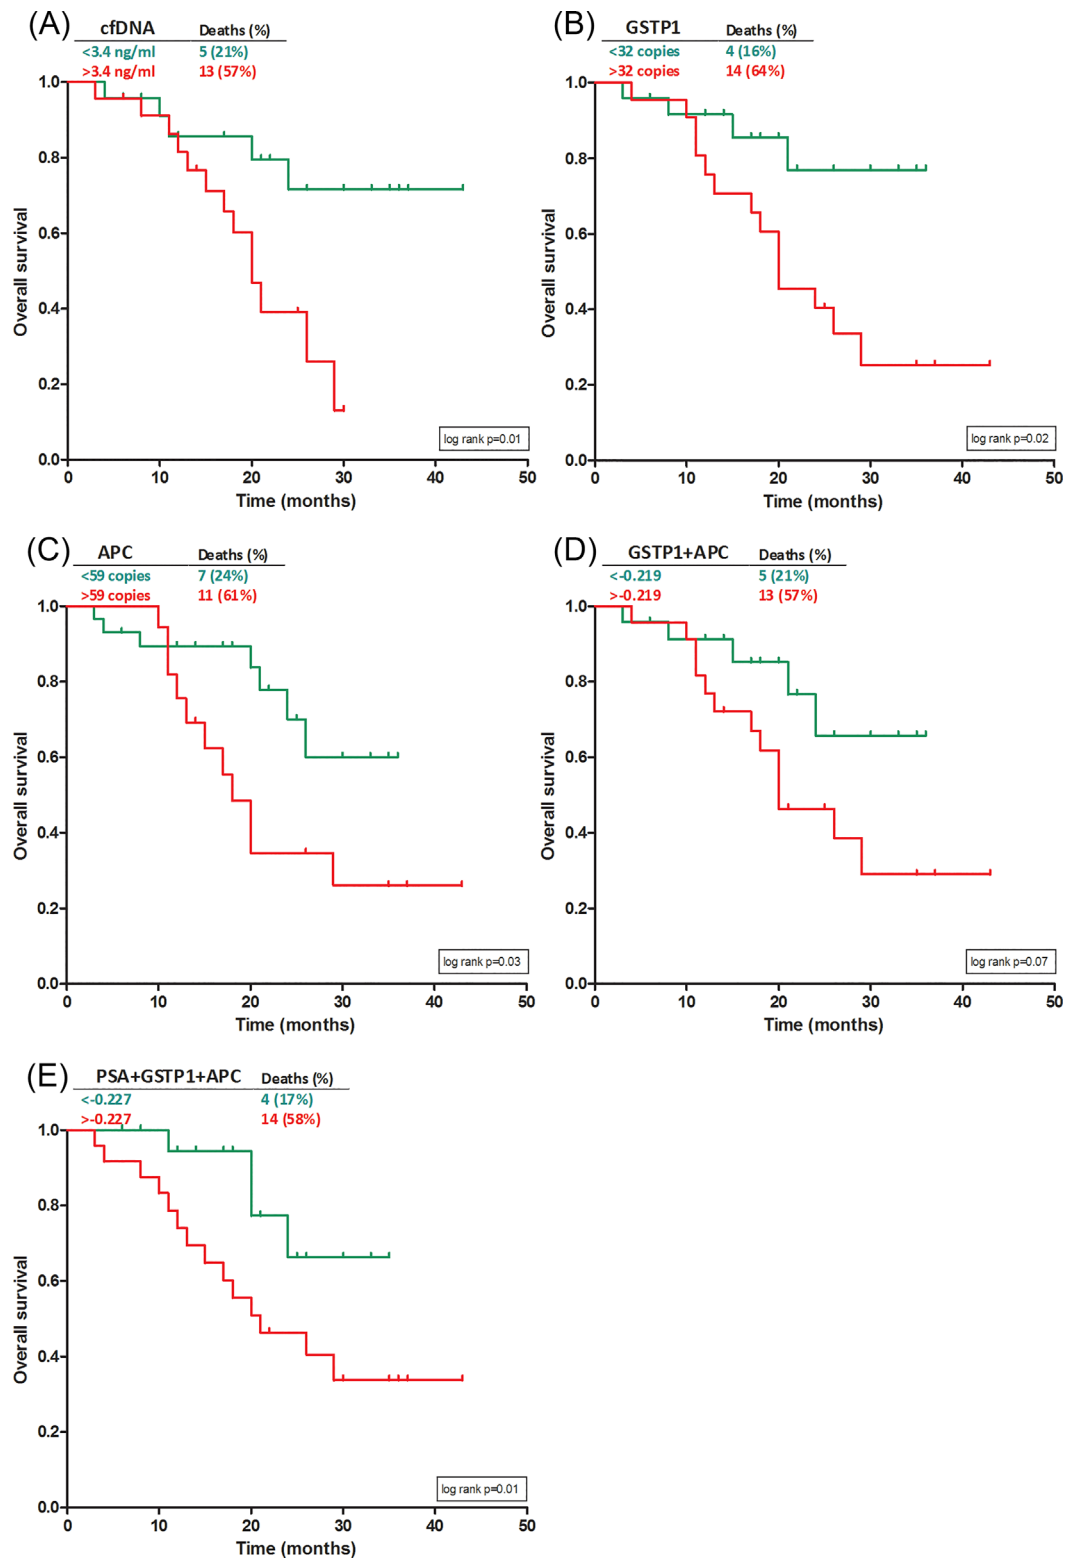 (A) cfDNA Deaths (%)
<3.4 ng/ml 5 (21%)
>3.4 ng/ml 13 (57%)
1.0
0.8
0.6
0.4
0.2
0.0
Overall survival
log rank p=0.01
0 10 20 30 40 50
Time (months)
(B) GSTP1 Deaths (%)
<32 copies 4 (16%)
>32 copies 14 (64%)
1.0
0.8
0.6
0.4
0.2
0.0
Overall survival
log rank p=0.02
0 10 20 30 40 50
Time (months)
(C) APC Deaths (%)
<59 copies 7 (24%)
>59 copies 11 (61%)
1.0
0.8
0.6
0.4
0.2
0.0
Overall survival
log rank p=0.03
0 10 20 30 40 50
Time (months)
(D) GSTP1+APC Deaths (%)
<-0.219 5 (21%)
>-0.219 13 (57%)
1.0
0.8
0.6
0.4
0.2
0.0
Overall survival
log rank p=0.07
0 10 20 30 40 50
Time (months)
(E) PSA+GSTP1+APC Deaths (%)
<-0.227 4 (17%)
>-0.227 14 (58%)
1.0
0.8
0.6
0.4
0.2
0.0
Overall survival
log rank p=0.01
0 10 20 30 40 50
Time (months)